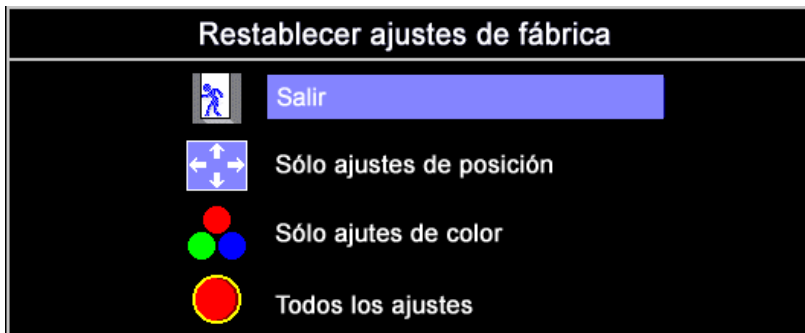 Restablecer ajustes de fábrica
Salir
Sólo ajustes de posición
Sólo ajutes de color
Todos los ajustes